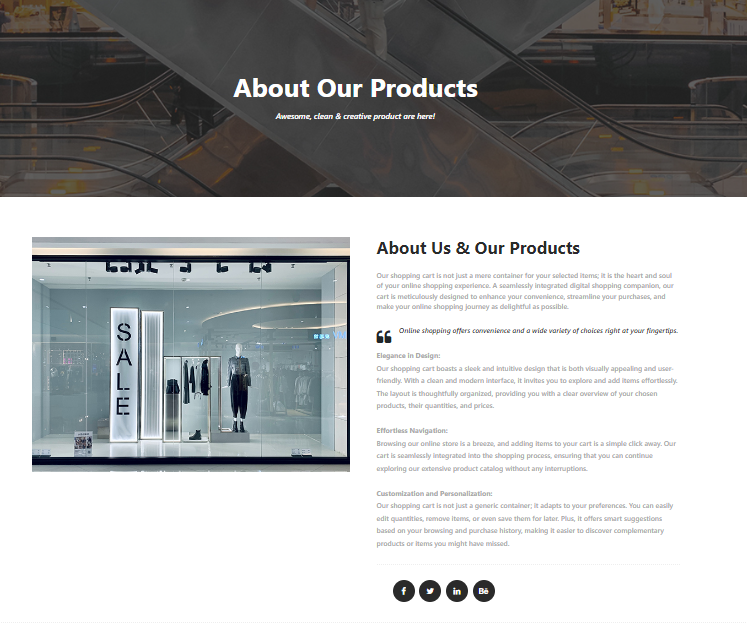 About Our Products
Awesome, clean & creative product are here!
SALE
About Us & Our Products
Our shopping cart is not just a mere container for your selected items; it is the heart and soul
of your online shopping experience. A seamlessly integrated digital shopping companion, our
cart is meticulously designed to enhance your convenience, streamline your purchases, and
make your online shopping journey as delightful as possible.
Online shopping offers convenience and a wide variety of choices right at your fingertips.
Elegance in Design:
Our shopping cart boasts a sleek and intuitive design that is both visually appealing and user-
friendly. With a clean and modern interface, it invites you to explore and add items effortlessly.
The layout is thoughtfully organized, providing you with a clear overview of your chosen
products, their quantities, and prices.
Effortless Navigation:
Browsing our online store is a breeze, and adding items to your cart is a simple click away. Our
cart is seamlessly integrated into the shopping process, ensuring that you can continue
exploring our extensive product catalog without any interruptions.
Customization and Personalization:
Our shopping cart is not just a generic container; it adapts to your preferences. You can easily
edit quantities, remove items, or even save them for later. Plus, it offers smart suggestions
based on your browsing and purchase history, making it easier to discover complementary
products or items you might have missed.